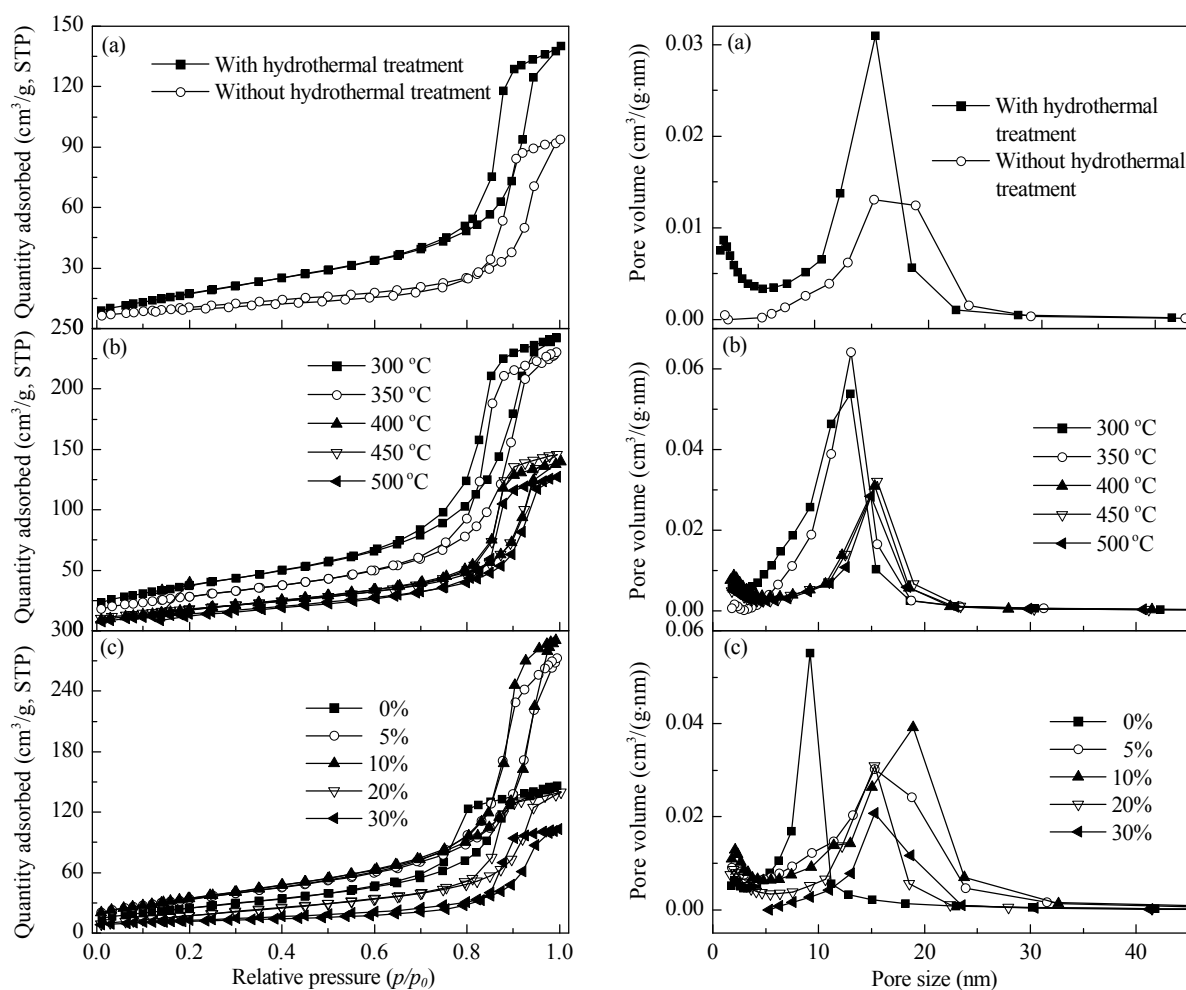 (a)
With hydrothermal treatment
Without hydrothermal treatment
Quantity adsorbed (cm³/g, STP)
150
120
90
60
30
250
(b)
300 °C
350 °C
400 °C
450 °C
500 °C
Quantity adsorbed (cm³/g, STP)
200
150
100
50
300
(c)
0%
5%
10%
20%
30%
Quantity adsorbed (cm³/g, STP)
240
180
120
60
0
0.0 0.2 0.4 0.6 0.8 1.0
Relative pressure (p/p₀)
(a)
With hydrothermal
treatment
Without hydrothermal
treatment
Pore volume (cm³/(g·nm))
0.03
0.02
0.01
0.00
(b)
300 °C
350 °C
400 °C
450 °C
500 °C
Pore volume (cm³/(g·nm))
0.06
0.04
0.02
0.00
0.06
(c)
0%
5%
10%
20%
30%
Pore volume (cm³/(g·nm))
0.04
0.02
0.00
0 10 20 30 40
Pore size (nm)